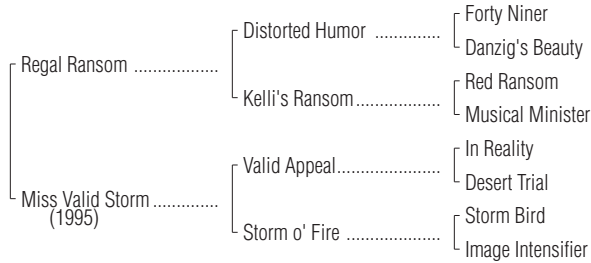 Forty Niner
Distorted Humor ..............
Danzig's Beauty
Regal Ransom ..................
Red Ransom
Kelli's Ransom..................
Musical Minister
In Reality
Valid Appeal......................
Desert Trial
Miss Valid Storm ..............
(1995)
Storm Bird
Storm o' Fire ....................
Image Intensifier